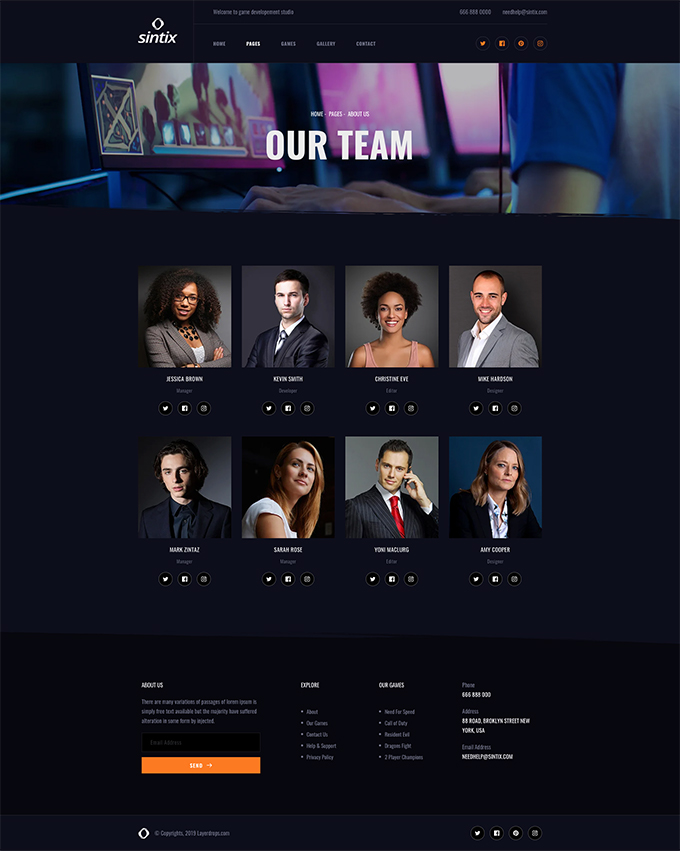 Welcome to game developement studio
666 888 0000 needhelp@sintix.com
sintix
HOME PAGES GAMES GALLERY CONTACT
HOME - PAGES - ABOUT US
OUR TEAM
JESSICA BROWN
Manager
KEVIN SMITH
Developer
CHRISTINE EVE
Editor
MIKE HARDSON
Designer
MARK ZINTAZ
Manager
SARAH ROSE
Manager
YONI MACLURG
Editor
AMY COOPER
Designer
ABOUT US
There are many variations of passages of lorem ipsum is
simply free text available but the majority have suffered
alteration in some form by injected.
Email Address
SEND
EXPLORE
About
Our Games
Contact Us
Help & Support
Privacy Policy
OUR GAMES
Need For Speed
Call of Duty
Resident Evil
Dragons Fight
2 Player Champions
Phone
666 888 000
Address
88 ROAD, BROKLYN STREET NEW
YORK, USA
Email Address
NEEDHELP@SINTIX.COM
© Copyrights, 2019 Layerdrops.com